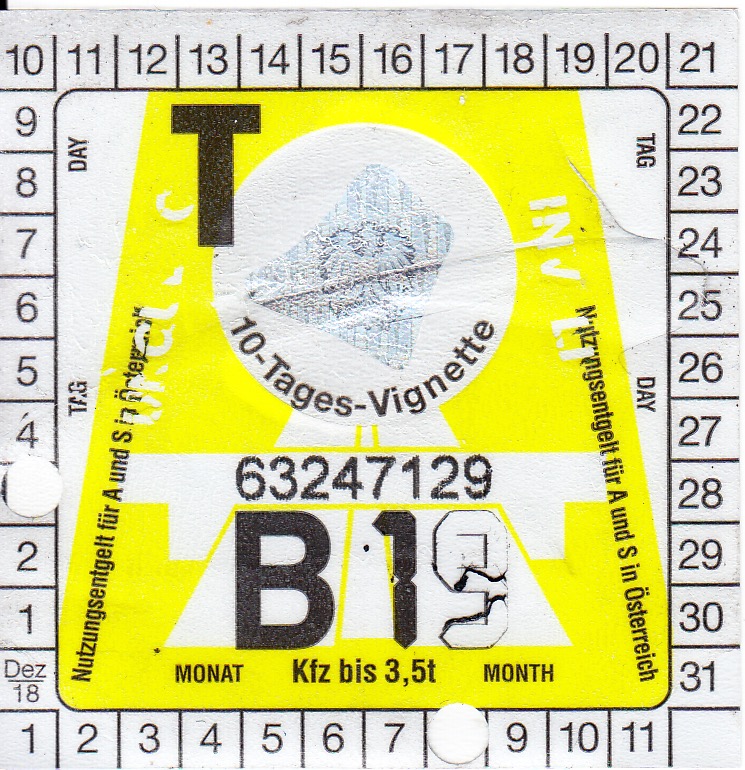 10 11 12 13 14 15 16 17 18 19 20 21
9
8
7
6
5
4
2
1
Dez
18
DAY
TAG
T
TAG
DAY
10-Tages-Vignette
63247129
B 19
Nutzungsentgelt für A und S in Österreich
Nutzungsentgelt für A und S in Österreich
MONAT Kfz bis 3,5t MONTH
22
23
24
25
26
27
28
29
30
31
1 2 3 4 5 6 7 9 10 11